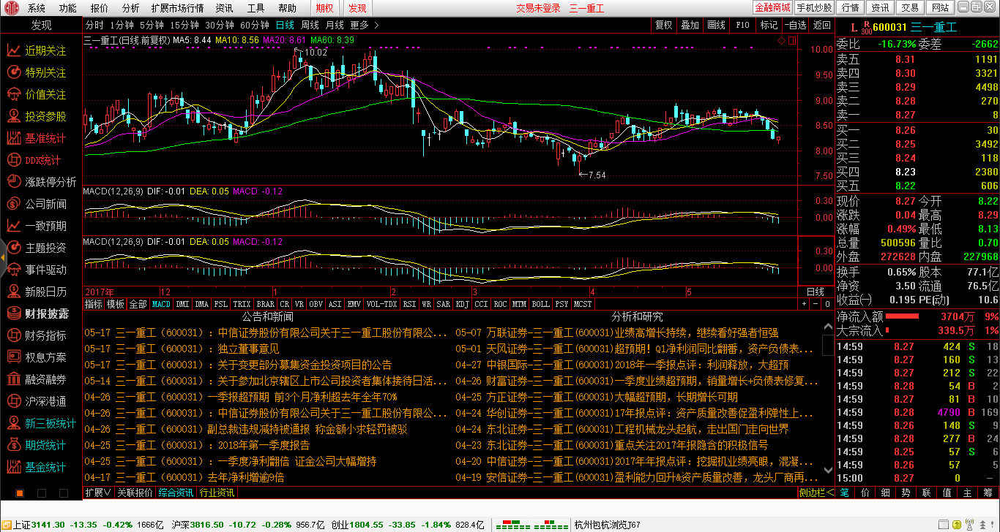 系统 功能 报价 分析 扩展市场行情 资讯 工具 帮助 期权 发现 交易未登录 三一重工 金融商城 手机炒股 行情 资讯 交易 网站
发现 分时 1分钟 5分钟 15分钟 30分钟 60分钟 日线 周线 月线 更多 复权 叠加 画线 F10 标记 -自选 返回 L R 300 600031 三一重工
三一重工(日线.前复权) MA5: 8.44 MA10: 8.56 MA20: 8.61 MA60: 8.39
10.02
7.54
10.00
9.50
9.00
8.50
8.00
7.50
MACD(12,26,9) DIF: -0.01 DEA: 0.05 MACD: -0.12
0.30
0.00
MACD(12,26,9) DIF: -0.01 DEA: 0.05 MACD: -0.12
0.30
0.00
2017年 12 1 2 3 4 5 日线
指标 模板 全部 MACD DMI DMA FSL TRIX BRAR CR VR OBV ASI EMV VOL-TDX RSI WR SAR KDJ CCI ROC MTM BOLL PSY MCST + - 0
近期关注
特别关注
价值关注
投资参股
基准统计
DDX统计
涨跌停分析
公司新闻
一致预期
主题投资
事件驱动
新股日历
财报披露
财务指标
权息方案
融资融券
沪深港通
新三板统计
期货统计
基金统计
公告和新闻
05-17 三一重工（600031）：中信证券股份有限公司关于三一重工股份有限公...
05-17 三一重工（600031）：独立董事意见
05-17 三一重工（600031）：关于变更部分募集资金投资项目的公告
05-14 三一重工（600031）：关于参加北京辖区上市公司投资者集体接待日活...
04-26 三一重工（600031）一季报超预期 前3个月净利超去年全年70%
04-26 三一重工（600031）：中信证券股份有限公司关于三一重工股份有限公...
04-26 三一重工（600031）副总裁违规减持被通报 称金额小求轻罚被驳
04-25 三一重工（600031）：2018年第一季度报告
04-25 三一重工（600031）：一季度净利翻倍 证金公司大幅增持
04-17 三一重工（600031）去年净利增逾9倍
分析和研究
05-07 万联证券-三一重工(600031)业绩高增长持续，继续看好强者恒强
05-01 天风证券-三一重工(600031)超预期！Q1净利润同比翻番，资产负债表...
04-27 中银国际-三一重工(600031)2018年一季报点评：利润释放，大超预
04-26 财富证券-三一重工(600031)一季度业绩超预期，销量增长+负债表修复...
04-25 方正证券-三一重工(600031)大幅超预期，长期增长可期
04-24 华创证券-三一重工(600031)17年报点评：资产质量改善促盈利弹性上...
04-24 东北证券-三一重工(600031)工程机械龙头起航，走出国门走向世界
04-23 东北证券-三一重工(600031)重点关注2017年报隐含的积极信号
04-20 中信证券-三一重工(600031)2017年年报点评：挖掘机业绩亮眼，混凝...
04-19 安信证券-三一重工(600031)盈利能力回升&资产质量改善，龙头厂商再...
扩展∨ 关联报价 综合资讯 行业资讯 侧边栏<
委比 -16.73% 委差 -2662
卖五 8.31 1191
卖四 8.30 3321
卖三 8.29 4498
卖二 8.28 270
卖一 8.27 8
买一 8.26 30
买二 8.25 3492
买三 8.24 118
买四 8.23 2380
买五 8.22 606
现价 8.27 今开 8.22
涨跌 0.04 最高 8.29
涨幅 0.49% 最低 8.13
总量 500596 量比 0.70
外盘 272628 内盘 227968
换手 0.65% 股本 77.1亿
净资 3.50 流通 76.5亿
收益(一) 0.195 PE(动) 10.6
净流入额 3704万 9%
大宗流入 339.5万 1%
14:59 8.27 424 S 18
14:59 8.27 160 S 13
14:59 8.27 212 S 22
14:59 8.28 54 B 2
14:59 8.27 81 B 10
14:59 8.28 4790 B 169
14:59 8.26 148 S 9
14:59 8.28 277 B 24
14:59 8.25 57 S 6
14:59 8.26 57 5
15:00 8.27 0 —
笔 价 细 势 联 值 主 筹
上证3141.30 -13.35 -0.42% 1666亿 沪深3816.50 -10.72 -0.28% 956.7亿 创业1804.55 -33.85 -1.84% 828.4亿 杭州包杭浏览J67